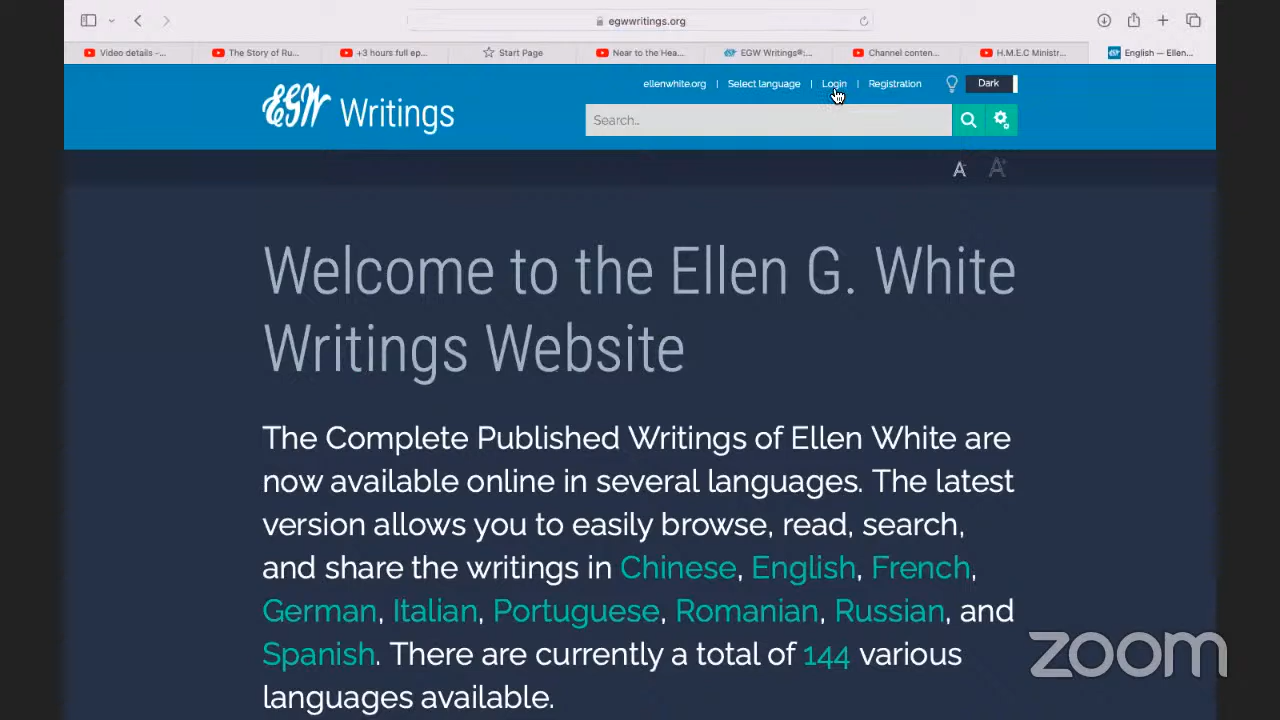 egwwritings.org
Video details -...
The Story of Ru...
+3 hours full ep...
Start Page
Near to the Hea...
EGW Writings®:...
Channel conten...
H.M.E.C Ministr...
English — Ellen...
ellenwhite.org | Select language | Login | Registration
Dark
EGW Writings
Search..
A-
A+
Welcome to the Ellen G. White
Writings Website
The Complete Published Writings of Ellen White are
now available online in several languages. The latest
version allows you to easily browse, read, search,
and share the writings in Chinese, English, French,
German, Italian, Portuguese, Romanian, Russian, and
Spanish. There are currently a total of 144 various
languages available.
zoom